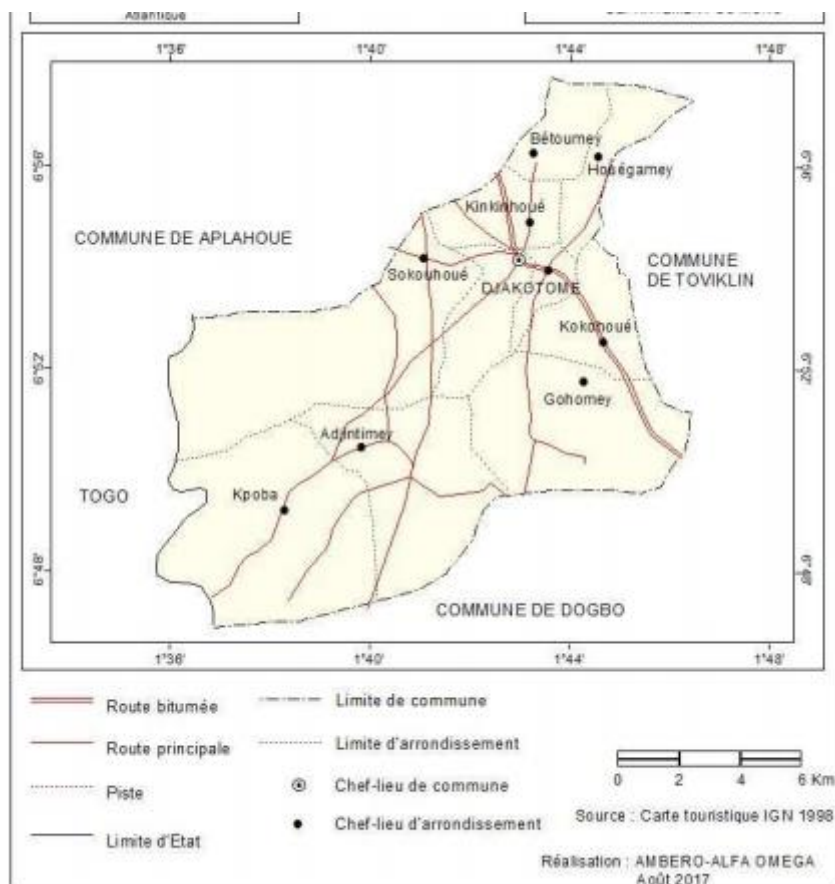 Atlantique
1°36' 1°40' 1°44' 1°48'
6°56' 6°56'
Bétoumey
Houégamey
Kinkinhoué
COMMUNE DE APLAHOUE
COMMUNE
DE TOVIKLIN
Sokouhoué
DJAKOTOME
Kokohoué
6°52' 6°52'
Gohomey
Adjintimey
TOGO
Kpoba
6°48' 6°48'
COMMUNE DE DOGBO
1°36' 1°40' 1°44' 1°48'
Route bitumée
Limite de commune
Route principale
Limite d'arrondissement
Piste
Chef-lieu de commune
Limite d'Etat
Chef-lieu d'arrondissement
0 2 4 6 Km
Source : Carte touristique IGN 1998
Réalisation : AMBERO-ALFA OMEGA
Août 2017